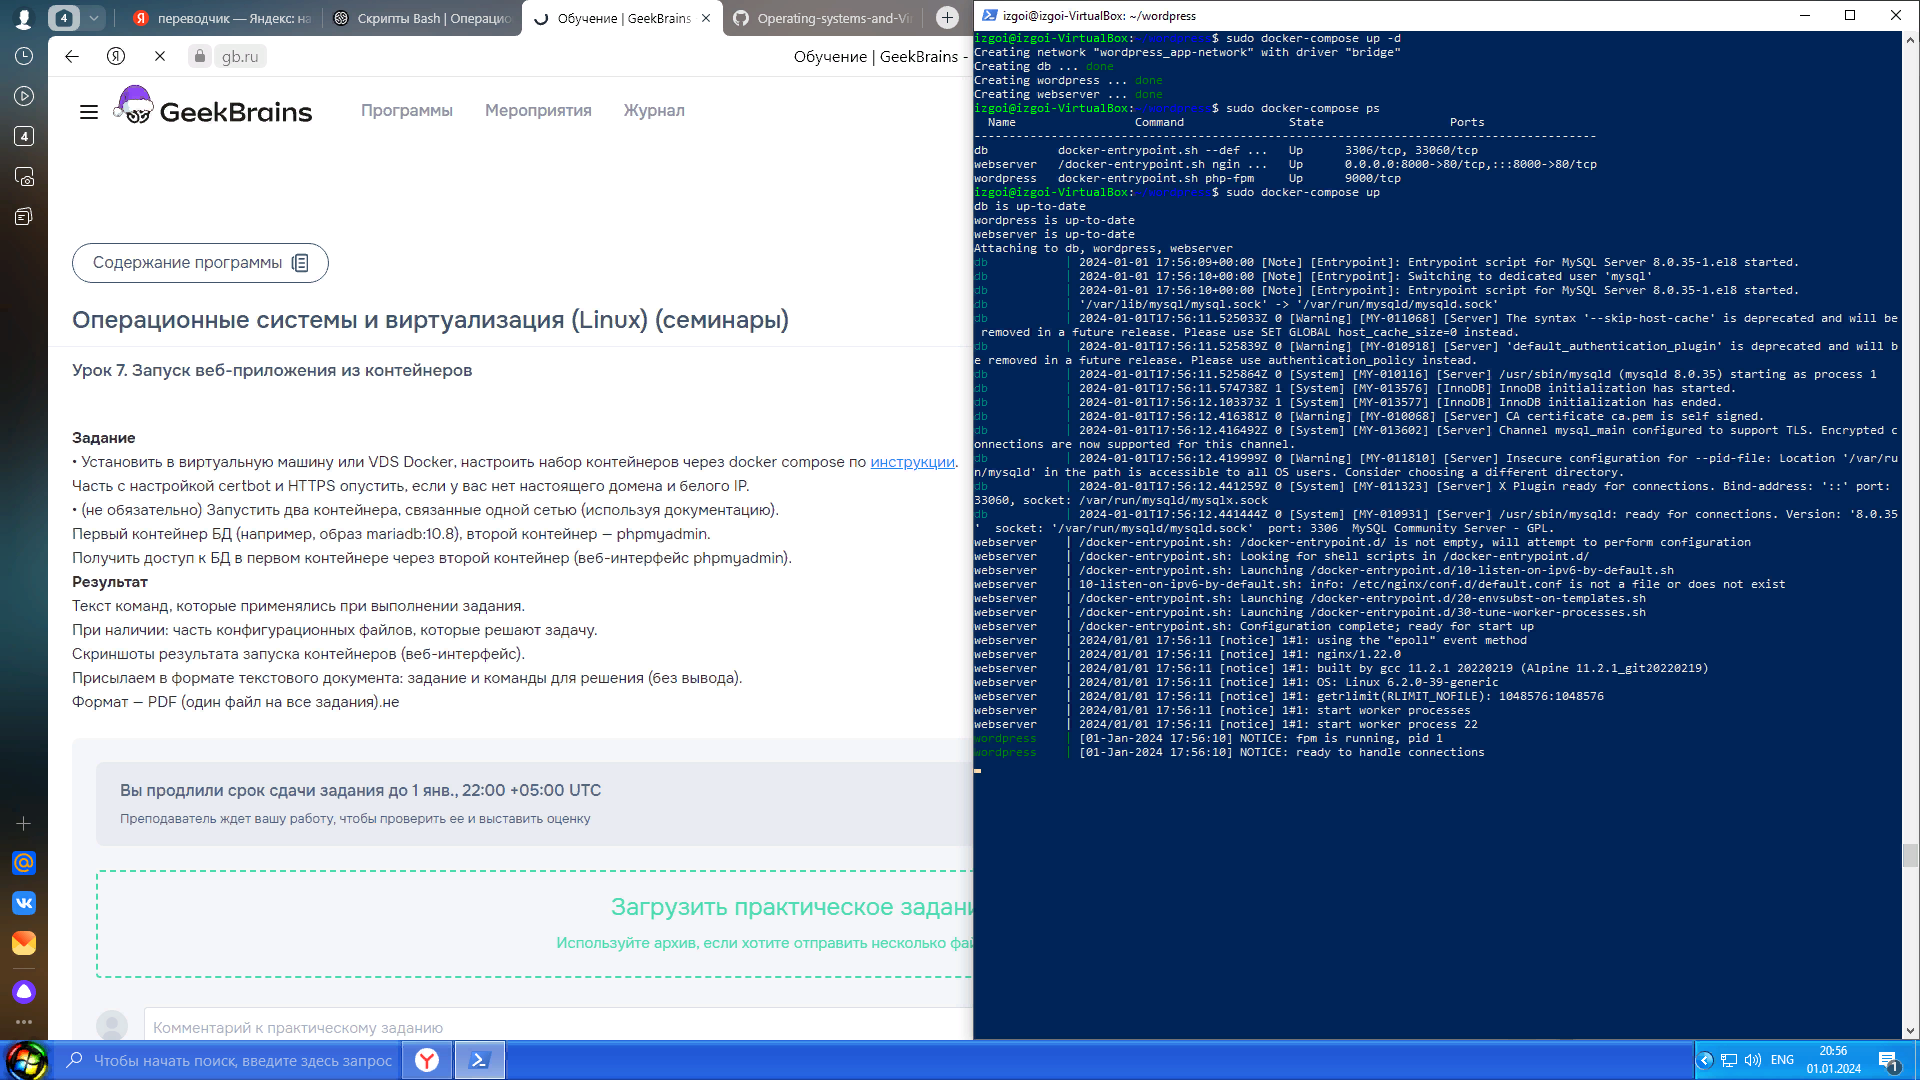 4
переводчик — Яндекс: на
Скрипты Bash | Операцио
Обучение | GeekBrains
Operating-systems-and-Vi
gb.ru
Обучение | GeekBrains -
4
GeekBrains
Программы
Мероприятия
Журнал
Содержание программы
Операционные системы и виртуализация (Linux) (семинары)
Урок 7. Запуск веб-приложения из контейнеров
Задание
• Установить в виртуальную машину или VDS Docker, настроить набор контейнеров через docker compose по инструкции.
Часть с настройкой certbot и HTTPS опустить, если у вас нет настоящего домена и белого IP.
• (не обязательно) Запустить два контейнера, связанные одной сетью (используя документацию).
Первый контейнер БД (например, образ mariadb:10.8), второй контейнер — phpmyadmin.
Получить доступ к БД в первом контейнере через второй контейнер (веб-интерфейс phpmyadmin).
Результат
Текст команд, которые применялись при выполнении задания.
При наличии: часть конфигурационных файлов, которые решают задачу.
Скриншоты результата запуска контейнеров (веб-интерфейс).
Присылаем в формате текстового документа: задание и команды для решения (без вывода).
Формат — PDF (один файл на все задания).не
Вы продлили срок сдачи задания до 1 янв., 22:00 +05:00 UTC
Преподаватель ждет вашу работу, чтобы проверить ее и выставить оценку
Загрузить практическое задани
Используйте архив, если хотите отправить несколько фай
Комментарий к практическому заданию
izgoi@izgoi-VirtualBox: ~/wordpress
izgoi@izgoi-VirtualBox:~/wordpress$ sudo docker-compose up -d
Creating network "wordpress_app-network" with driver "bridge"
Creating db ... done
Creating wordpress ... done
Creating webserver ... done
izgoi@izgoi-VirtualBox:~/wordpress$ sudo docker-compose ps
Name Command State Ports
-----------------------------------------------------------------------------------------
db docker-entrypoint.sh --def ... Up 3306/tcp, 33060/tcp
webserver /docker-entrypoint.sh ngin ... Up 0.0.0.0:8000->80/tcp,:::8000->80/tcp
wordpress docker-entrypoint.sh php-fpm Up 9000/tcp
izgoi@izgoi-VirtualBox:~/wordpress$ sudo docker-compose up
db is up-to-date
wordpress is up-to-date
webserver is up-to-date
Attaching to db, wordpress, webserver
db | 2024-01-01 17:56:09+00:00 [Note] [Entrypoint]: Entrypoint script for MySQL Server 8.0.35-1.el8 started.
db | 2024-01-01 17:56:10+00:00 [Note] [Entrypoint]: Switching to dedicated user 'mysql'
db | 2024-01-01 17:56:10+00:00 [Note] [Entrypoint]: Entrypoint script for MySQL Server 8.0.35-1.el8 started.
db | '/var/lib/mysql/mysql.sock' -> '/var/run/mysqld/mysqld.sock'
db | 2024-01-01T17:56:11.525033Z 0 [Warning] [MY-011068] [Server] The syntax '--skip-host-cache' is deprecated and will be
removed in a future release. Please use SET GLOBAL host_cache_size=0 instead.
db | 2024-01-01T17:56:11.525839Z 0 [Warning] [MY-010918] [Server] 'default_authentication_plugin' is deprecated and will b
e removed in a future release. Please use authentication_policy instead.
db | 2024-01-01T17:56:11.525864Z 0 [System] [MY-010116] [Server] /usr/sbin/mysqld (mysqld 8.0.35) starting as process 1
db | 2024-01-01T17:56:11.574738Z 1 [System] [MY-013576] [InnoDB] InnoDB initialization has started.
db | 2024-01-01T17:56:12.103373Z 1 [System] [MY-013577] [InnoDB] InnoDB initialization has ended.
db | 2024-01-01T17:56:12.416381Z 0 [Warning] [MY-010068] [Server] CA certificate ca.pem is self signed.
db | 2024-01-01T17:56:12.416492Z 0 [System] [MY-013602] [Server] Channel mysql_main configured to support TLS. Encrypted c
onnections are now supported for this channel.
db | 2024-01-01T17:56:12.419999Z 0 [Warning] [MY-011810] [Server] Insecure configuration for --pid-file: Location '/var/ru
n/mysqld' in the path is accessible to all OS users. Consider choosing a different directory.
db | 2024-01-01T17:56:12.441259Z 0 [System] [MY-011323] [Server] X Plugin ready for connections. Bind-address: '::' port:
33060, socket: /var/run/mysqld/mysqlx.sock
db | 2024-01-01T17:56:12.441444Z 0 [System] [MY-010931] [Server] /usr/sbin/mysqld: ready for connections. Version: '8.0.35
' socket: '/var/run/mysqld/mysqld.sock' port: 3306 MySQL Community Server - GPL.
webserver | /docker-entrypoint.sh: /docker-entrypoint.d/ is not empty, will attempt to perform configuration
webserver | /docker-entrypoint.sh: Looking for shell scripts in /docker-entrypoint.d/
webserver | /docker-entrypoint.sh: Launching /docker-entrypoint.d/10-listen-on-ipv6-by-default.sh
webserver | 10-listen-on-ipv6-by-default.sh: info: /etc/nginx/conf.d/default.conf is not a file or does not exist
webserver | /docker-entrypoint.sh: Launching /docker-entrypoint.d/20-envsubst-on-templates.sh
webserver | /docker-entrypoint.sh: Launching /docker-entrypoint.d/30-tune-worker-processes.sh
webserver | /docker-entrypoint.sh: Configuration complete; ready for start up
webserver | 2024/01/01 17:56:11 [notice] 1#1: using the "epoll" event method
webserver | 2024/01/01 17:56:11 [notice] 1#1: nginx/1.22.0
webserver | 2024/01/01 17:56:11 [notice] 1#1: built by gcc 11.2.1 20220219 (Alpine 11.2.1_git20220219)
webserver | 2024/01/01 17:56:11 [notice] 1#1: OS: Linux 6.2.0-39-generic
webserver | 2024/01/01 17:56:11 [notice] 1#1: getrlimit(RLIMIT_NOFILE): 1048576:1048576
webserver | 2024/01/01 17:56:11 [notice] 1#1: start worker processes
webserver | 2024/01/01 17:56:11 [notice] 1#1: start worker process 22
wordpress | [01-Jan-2024 17:56:10] NOTICE: fpm is running, pid 1
wordpress | [01-Jan-2024 17:56:10] NOTICE: ready to handle connections
Чтобы начать поиск, введите здесь запрос
ENG
20:56
01.01.2024
1